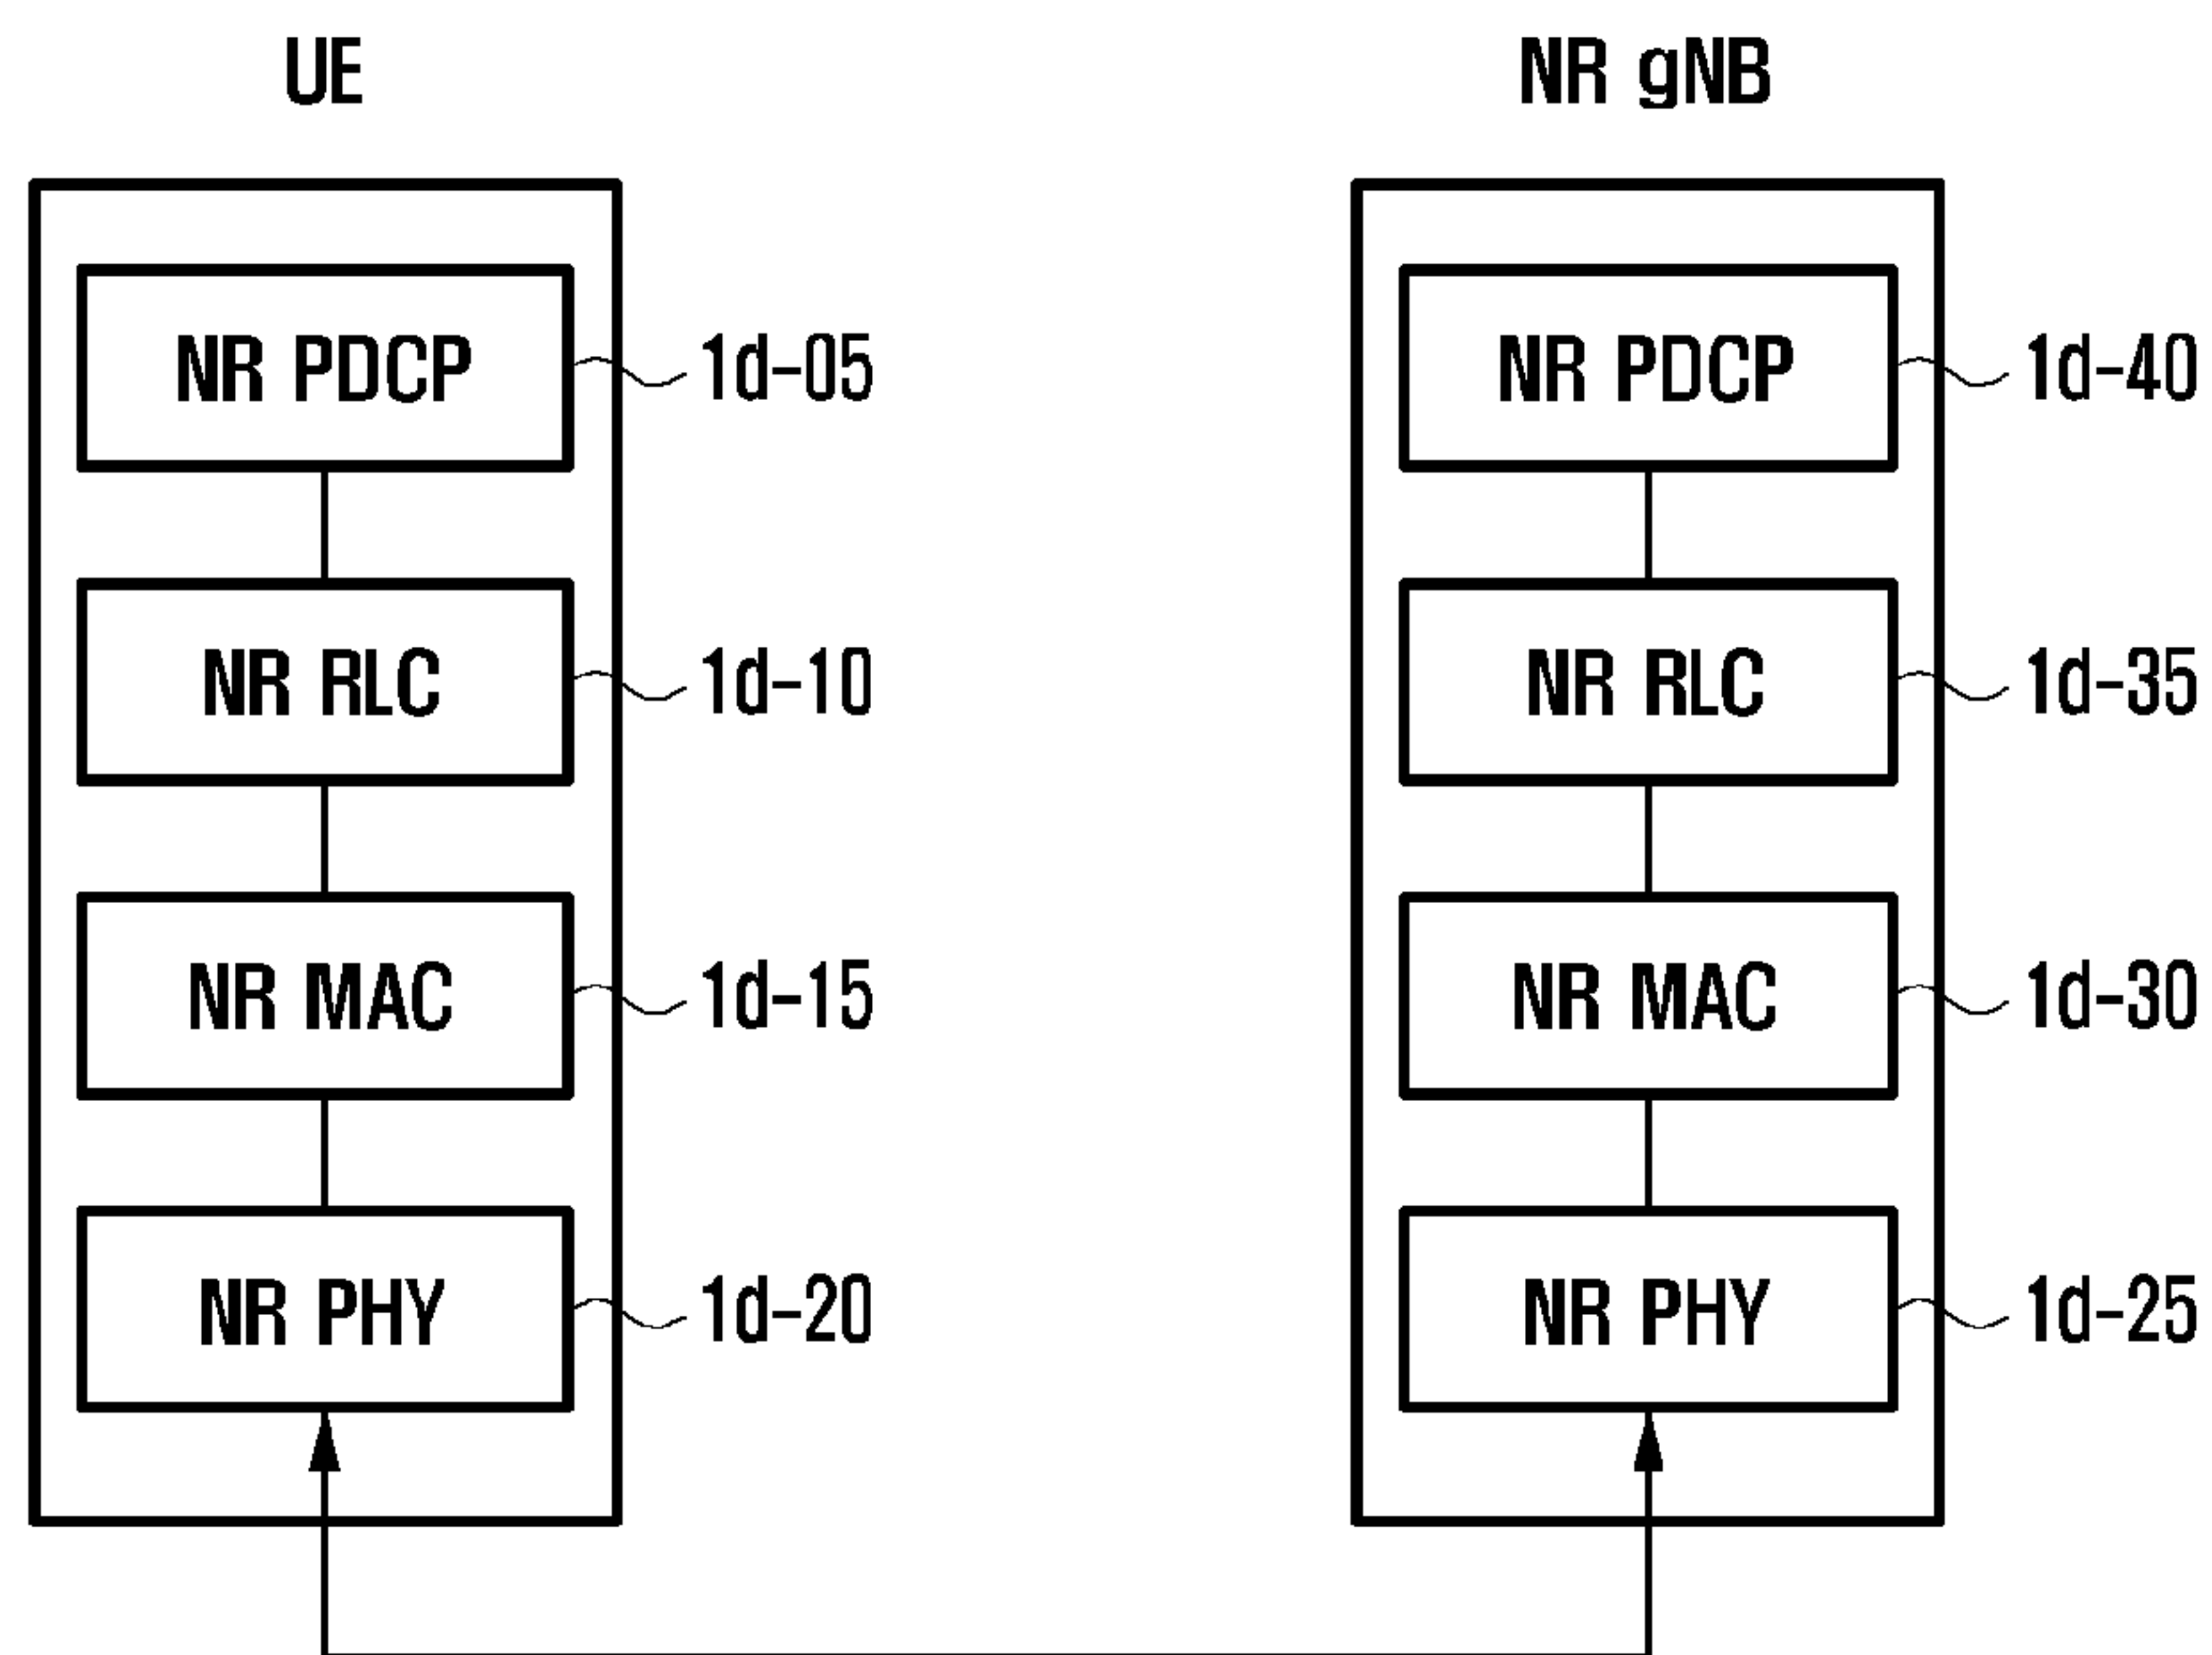 UE
NR gNB
NR PDCP 1d-05
NR PDCP 1d-40
NR RLC 1d-10
NR RLC 1d-35
NR MAC 1d-15
NR MAC 1d-30
NR PHY 1d-20
NR PHY 1d-25